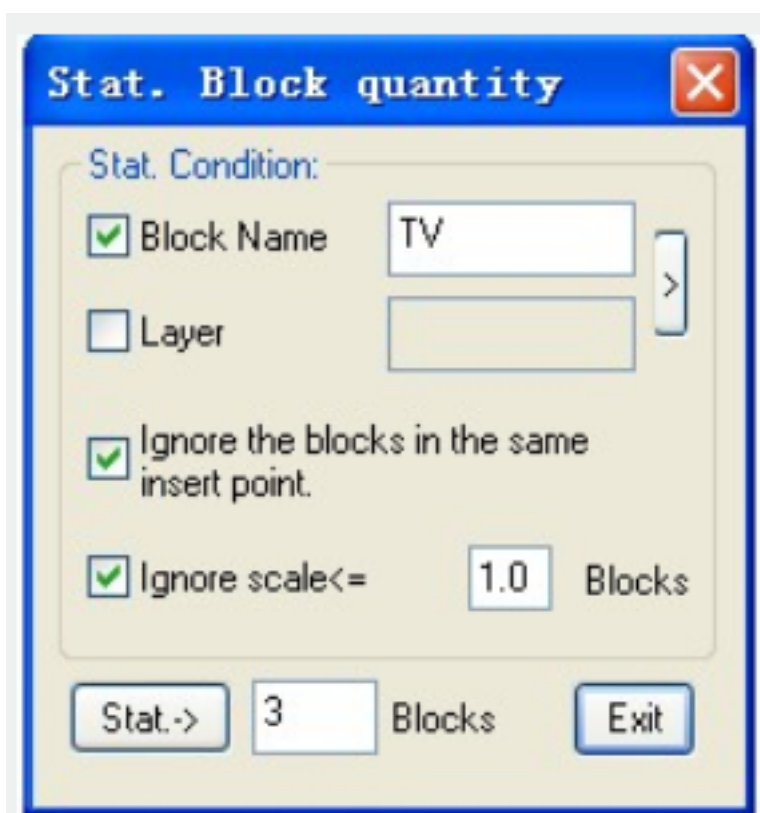 Stat. Block quantity
Stat. Condition:
Block Name TV
>
Layer
Ignore the blocks in the same
insert point.
Ignore scale<= 1.0 Blocks
Stat.-> 3 Blocks Exit